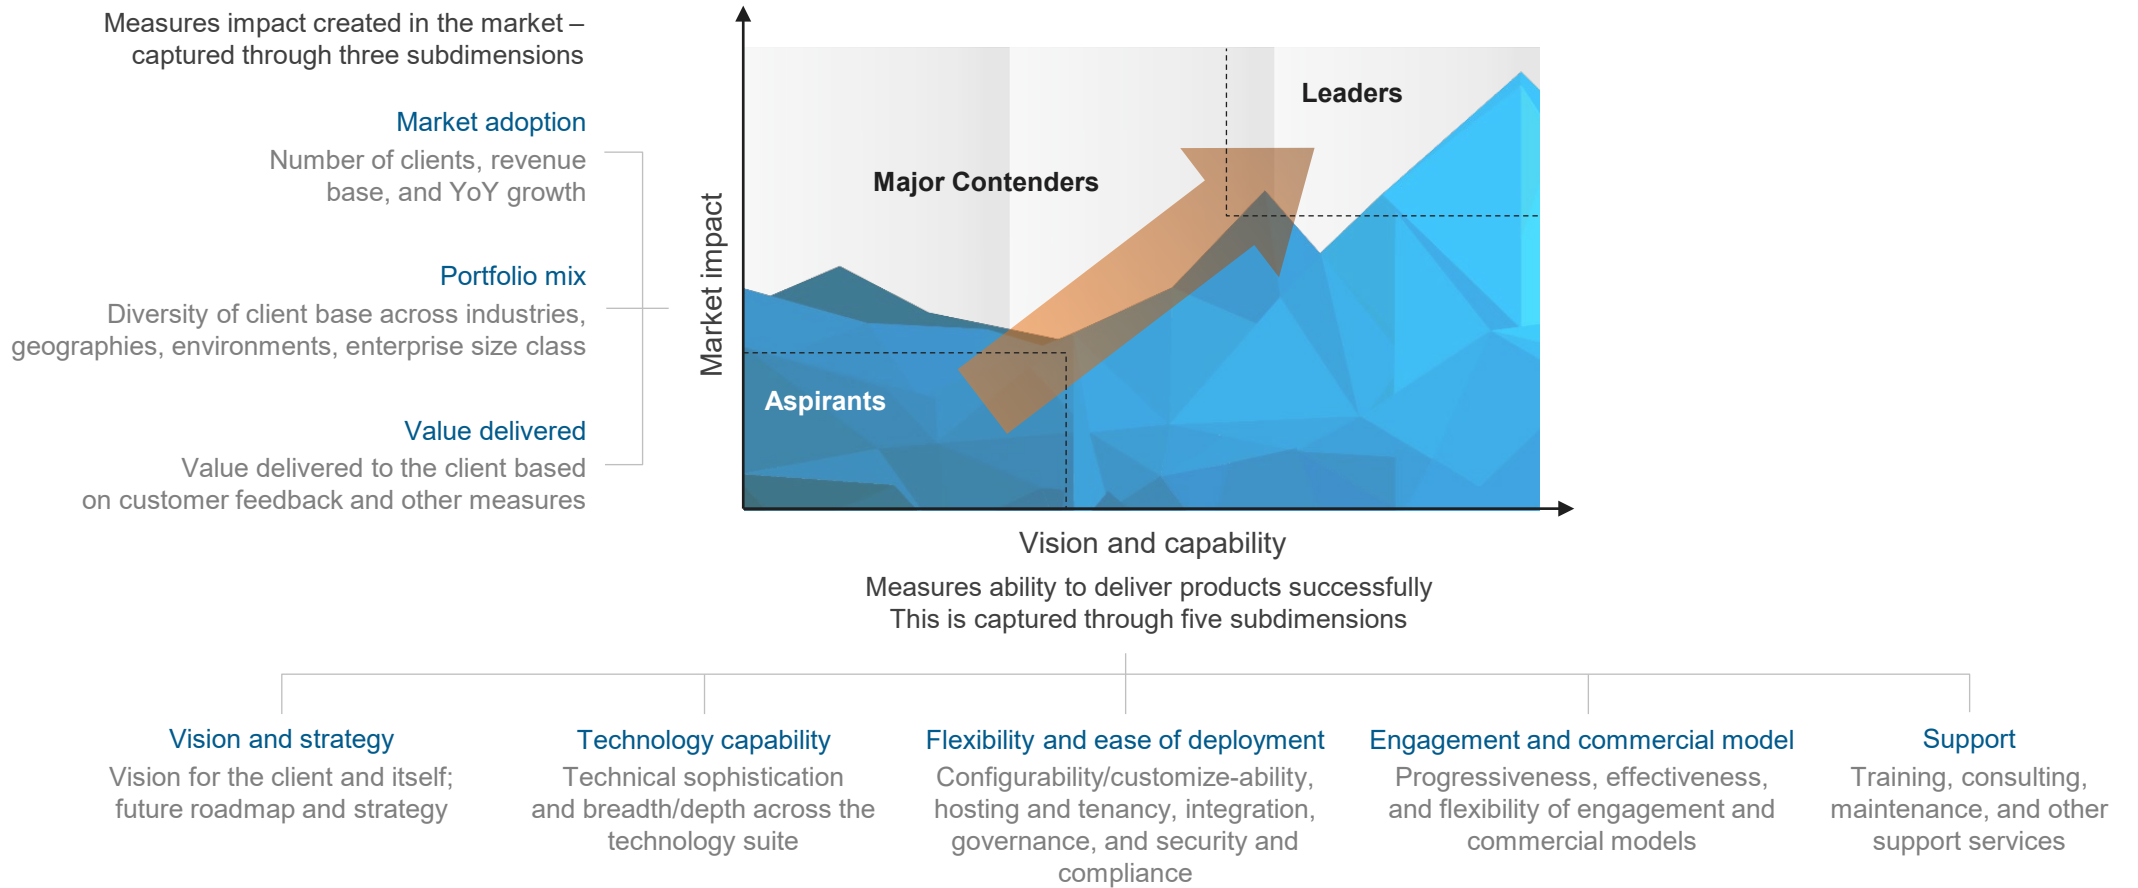 Measures impact created in the market –
captured through three subdimensions
Market adoption
Number of clients, revenue
base, and YoY growth
Portfolio mix
Diversity of client base across industries,
geographies, environments, enterprise size class
Value delivered
Value delivered to the client based
on customer feedback and other measures
Market impact
Leaders
Major Contenders
Aspirants
Vision and capability
Measures ability to deliver products successfully
This is captured through five subdimensions
Vision and strategy
Vision for the client and itself;
future roadmap and strategy
Technology capability
Technical sophistication
and breadth/depth across the
technology suite
Flexibility and ease of deployment
Configurability/customize-ability,
hosting and tenancy, integration,
governance, and security and
compliance
Engagement and commercial model
Progressiveness, effectiveness,
and flexibility of engagement and
commercial models
Support
Training, consulting,
maintenance, and other
support services